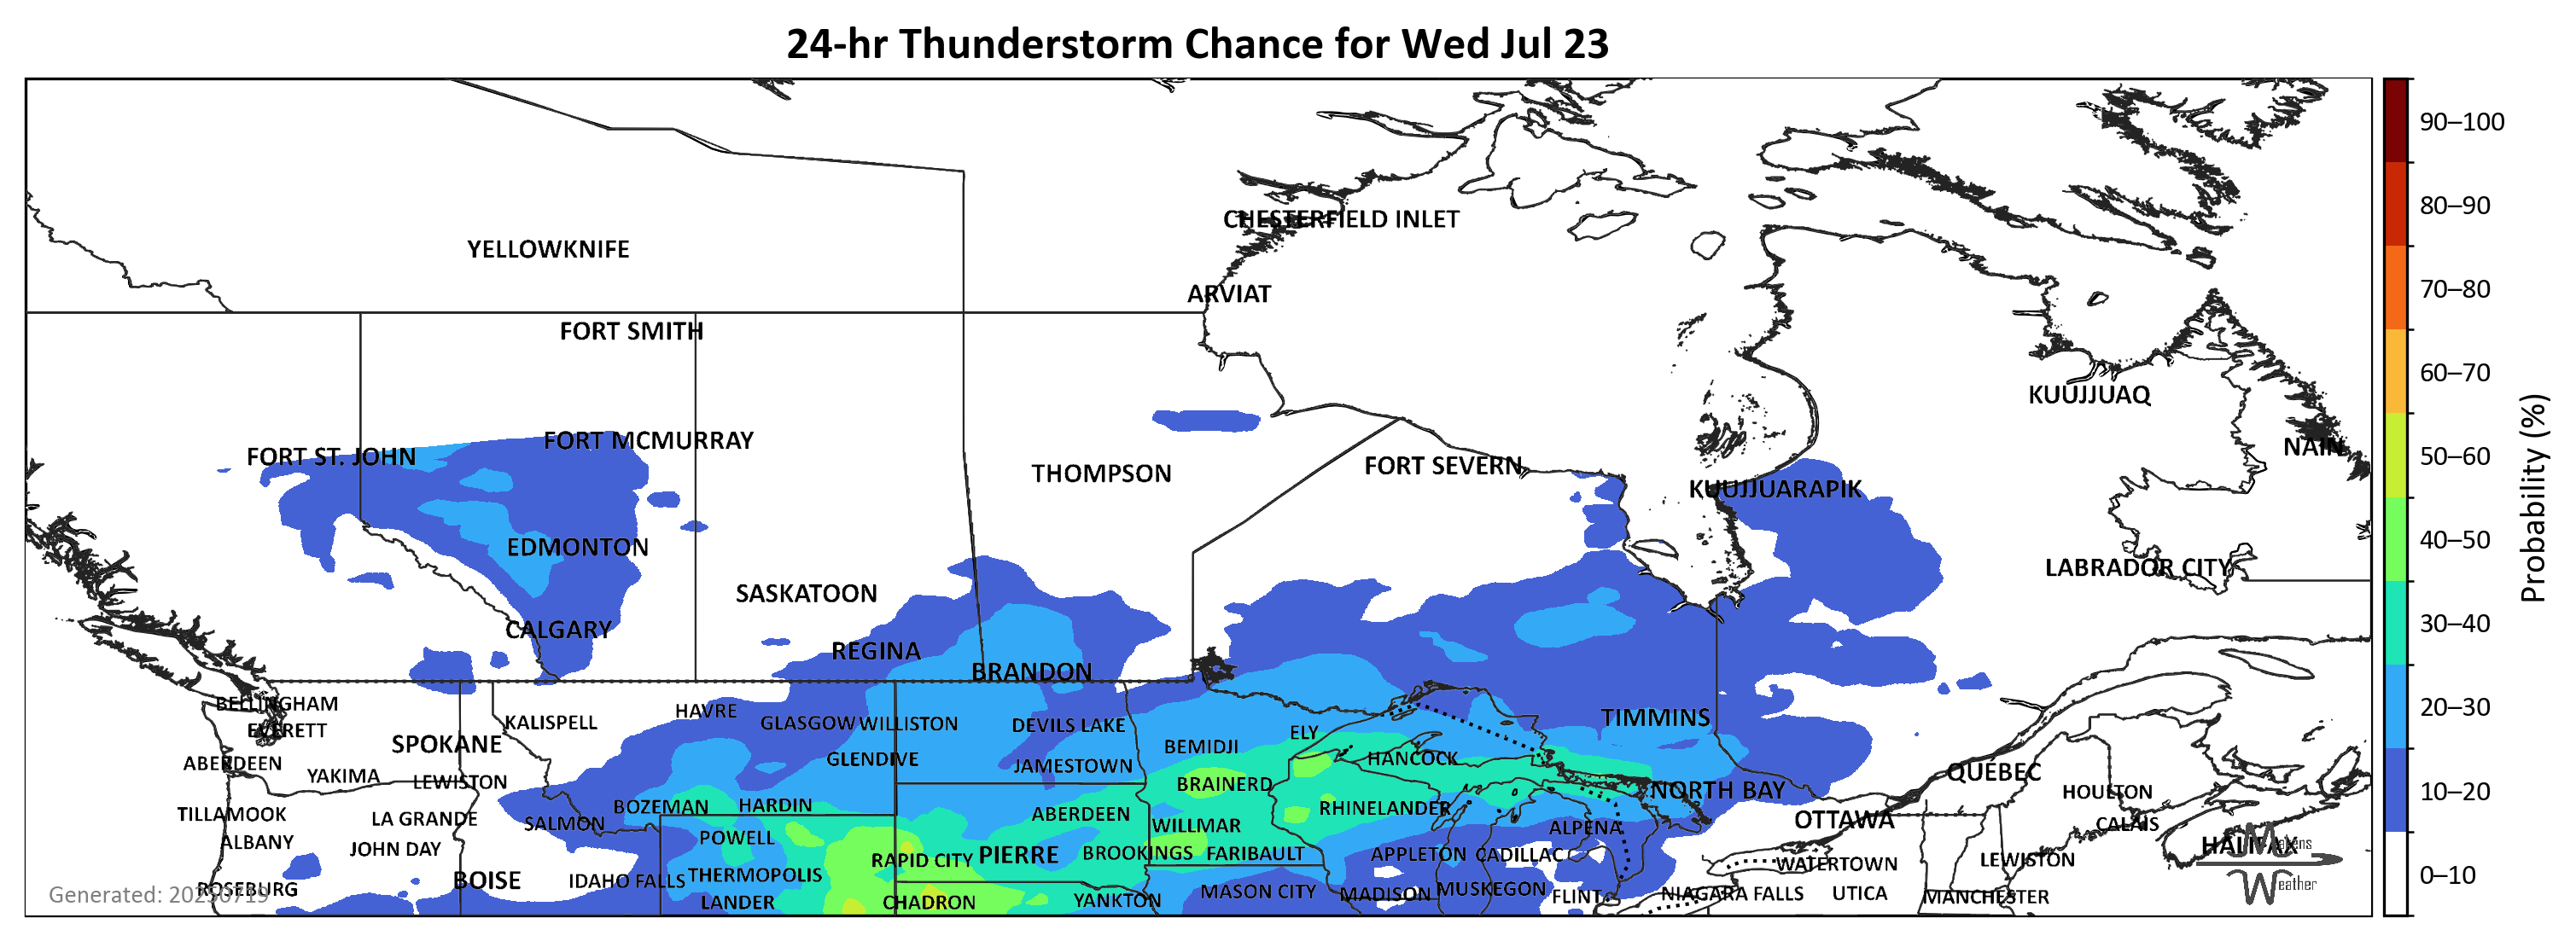 24-hr Thunderstorm Chance for Wed Jul 23
90–100
80–90
CHESTERFIELD INLET
YELLOWKNIFE
70–80
ARVIAT
FORT SMITH
60–70
KUUJJUAQ
50–60
FORT MCMURRAY
NAIN
FORT ST. JOHN
FORT SEVERN
THOMPSON
KUUJJUARAPIK
Probability (%)
40–50
EDMONTON
LABRADOR CITY
SASKATOON
30–40
CALGARY
REGINA
BRANDON
20–30
BELLINGHAM
HAVRE
TIMMINS
KALISPELL
GLASGOW
WILLISTON
DEVILS LAKE
EVERETT
ELY
SPOKANE
BEMIDJI
GLENDIVE
HANCOCK
ABERDEEN
JAMESTOWN
QUÉBEC
YAKIMA
LEWISTON
BRAINERD
NORTH BAY
HOULTON
10–20
BOZEMAN
HARDIN
RHINELANDER
TILLAMOOK
LA GRANDE
ABERDEEN
OTTAWA
SALMON
WILLMAR
ALPENA
CALAIS
POWELL
ALBANY
JOHN DAY
HALIFAX
Makens
RAPID CITY
PIERRE
BROOKINGS
FARIBAULT
APPLETON
CADILLAC
WATERTOWN
LEWISTON
BOISE
IDAHO FALLS
THERMOPOLIS
0–10
Weather
ROSEBURG
Generated: 20250719
MASON CITY
MADISON
MUSKEGON
FLINT
NIAGARA FALLS
UTICA
MANCHESTER
LANDER
CHADRON
YANKTON